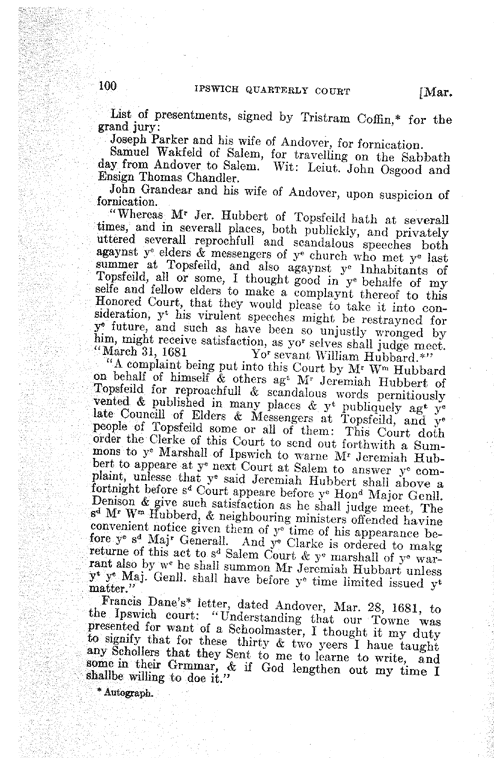 100 IPSWICH QUARTERLY COURT [Mar.
List of presentments, signed by Tristram Coffin,* for the
grand jury:
Joseph Parker and his wife of Andover, for fornication.
Samuel Wakfeld of Salem, for travelling on the Sabbath
day from Andover to Salem. Wit: Leiut. John Osgood and
Ensign Thomas Chandler.
John Grandear and his wife of Andover, upon suspicion of
fornication.
"Whereas Mr Jer. Hubbert of Topsfeild hath at severall
times, and in severall places, both publickly, and privately
uttered severall reprochfull and scandalous speeches both
agaynst ye elders & messengers of ye church who met ye last
summer at Topsfeild, and also agaynst ye Inhabitants of
Topsfeild, all or some, I thought good in ye behalfe of my
selfe and fellow elders to make a complaynt thereof to this
Honored Court, that they would please to take it into con-
sideration, yt his virulent speeches might be restrayned for
ye future, and such as have been so unjustly wronged by
him, might receive satisfaction, as yor selves shall judge meet.
"March 31, 1681 Yor sevant William Hubbard.*"
"A complaint being put into this Court by Mr Wm Hubbard
on behalf of himself & others agt Mr Jeremiah Hubbert of
Topsfeild for reproachfull & scandalous words pernitiously
vented & published in many places & yt publiquely agt ye
late Councill of Elders & Messengers at Topsfeild, and ye
people of Topsfeild some or all of them: This Court doth
order the Clerke of this Court to send out forthwith a Sum-
mons to ye Marshall of Ipswich to warne Mr Jeremiah Hub-
bert to appeare at ye next Court at Salem to answer ye com-
plaint, unlesse that ye said Jeremiah Hubbert shall above a
fortnight before sd Court appeare before ye Hond Major Genll.
Denison & give such satisfaction as he shall judge meet, The
sd Mr Wm Hubberd, & neighbouring ministers offended havine
convenient notice given them of ye time of his appearance be-
fore ye sd Majr Generall. And ye Clarke is ordered to makg
returne of this act to sd Salem Court & ye marshall of ye war-
rant also by wc he shall summon Mr Jeremiah Hubbart unless
yt ye Maj. Genll. shall have before ye time limited issued yt
matter."
Francis Dane's* letter, dated Andover, Mar. 28, 1681, to
the Ipswich court: "Understanding that our Towne was
presented for want of a Schoolmaster, I thought it my duty
to signify that for these thirty & two yeers I haue taught
any Schollers that they Sent to me to learne to write, and
some in their Grmmar, & if God lengthen out my time I
shallbe willing to doe it."
* Autograph.